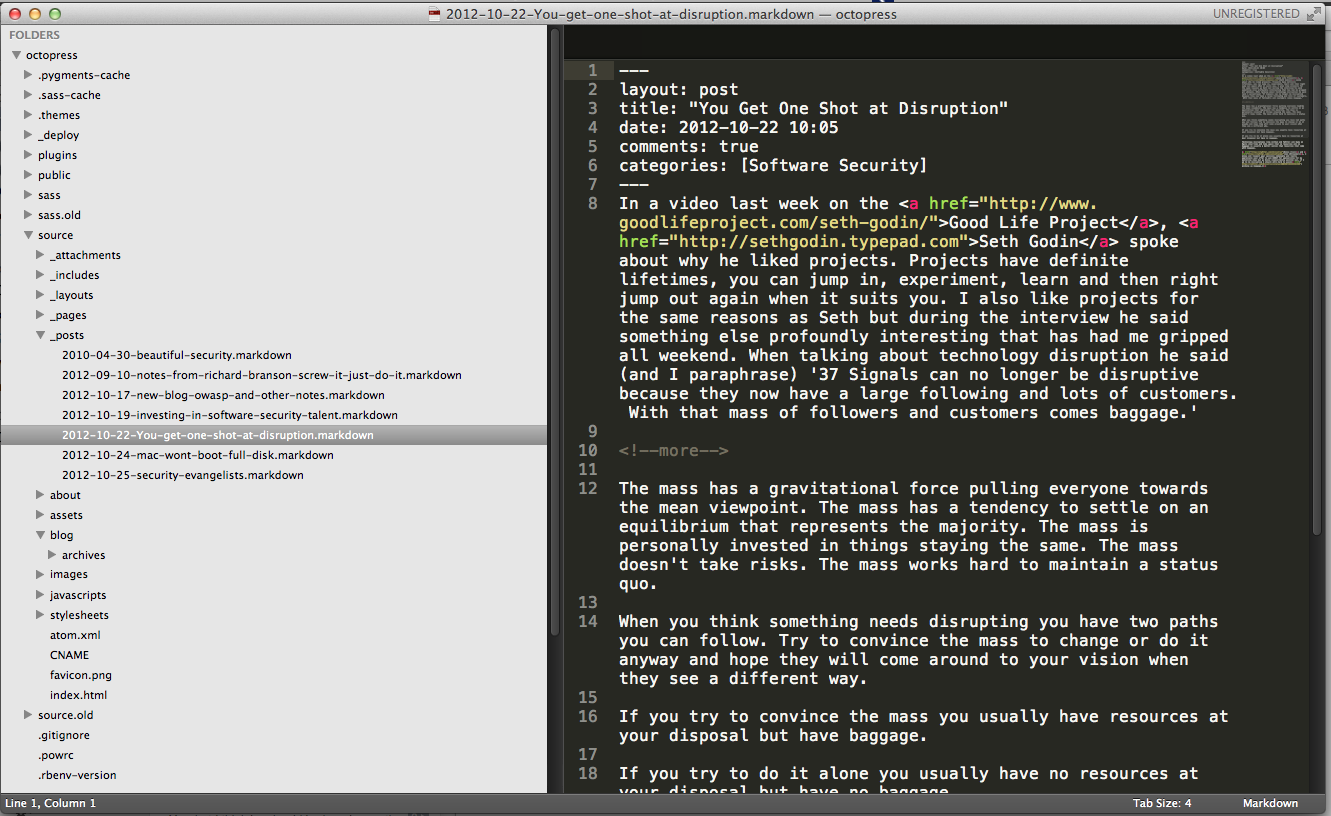 2012-10-22-You-get-one-shot-at-disruption.markdown — octopress
UNREGISTERED
FOLDERS
octopress
.pygments-cache
.sass-cache
.themes
_deploy
plugins
public
sass
sass.old
source
_attachments
_includes
_layouts
_pages
_posts
2010-04-30-beautiful-security.markdown
2012-09-10-notes-from-richard-branson-screw-it-just-do-it.markdown
2012-10-17-new-blog-owasp-and-other-notes.markdown
2012-10-19-investing-in-software-security-talent.markdown
2012-10-22-You-get-one-shot-at-disruption.markdown
2012-10-24-mac-wont-boot-full-disk.markdown
2012-10-25-security-evangelists.markdown
about
assets
blog
archives
images
javascripts
stylesheets
atom.xml
CNAME
favicon.png
index.html
source.old
.gitignore
.powrc
.rbenv-version
1 ---
2 layout: post
3 title: "You Get One Shot at Disruption"
4 date: 2012-10-22 10:05
5 comments: true
6 categories: [Software Security]
7 ---
8 In a video last week on the <a href="http://www.
goodlifeproject.com/seth-godin/">Good Life Project</a>, <a
href="http://sethgodin.typepad.com">Seth Godin</a> spoke
about why he liked projects. Projects have definite
lifetimes, you can jump in, experiment, learn and then right
jump out again when it suits you. I also like projects for
the same reasons as Seth but during the interview he said
something else profoundly interesting that has had me gripped
all weekend. When talking about technology disruption he said
(and I paraphrase) '37 Signals can no longer be disruptive
because they now have a large following and lots of customers.
With that mass of followers and customers comes baggage.'
9
10 <!--more-->
11
12 The mass has a gravitational force pulling everyone towards
the mean viewpoint. The mass has a tendency to settle on an
equilibrium that represents the majority. The mass is
personally invested in things staying the same. The mass
doesn't take risks. The mass works hard to maintain a status
quo.
13
14 When you think something needs disrupting you have two paths
you can follow. Try to convince the mass to change or do it
anyway and hope they will come around to your vision when
they see a different way.
15
16 If you try to convince the mass you usually have resources at
your disposal but have baggage.
17
18 If you try to do it alone you usually have no resources at
your disposal but have no baggage
Line 1, Column 1
Tab Size: 4
Markdown